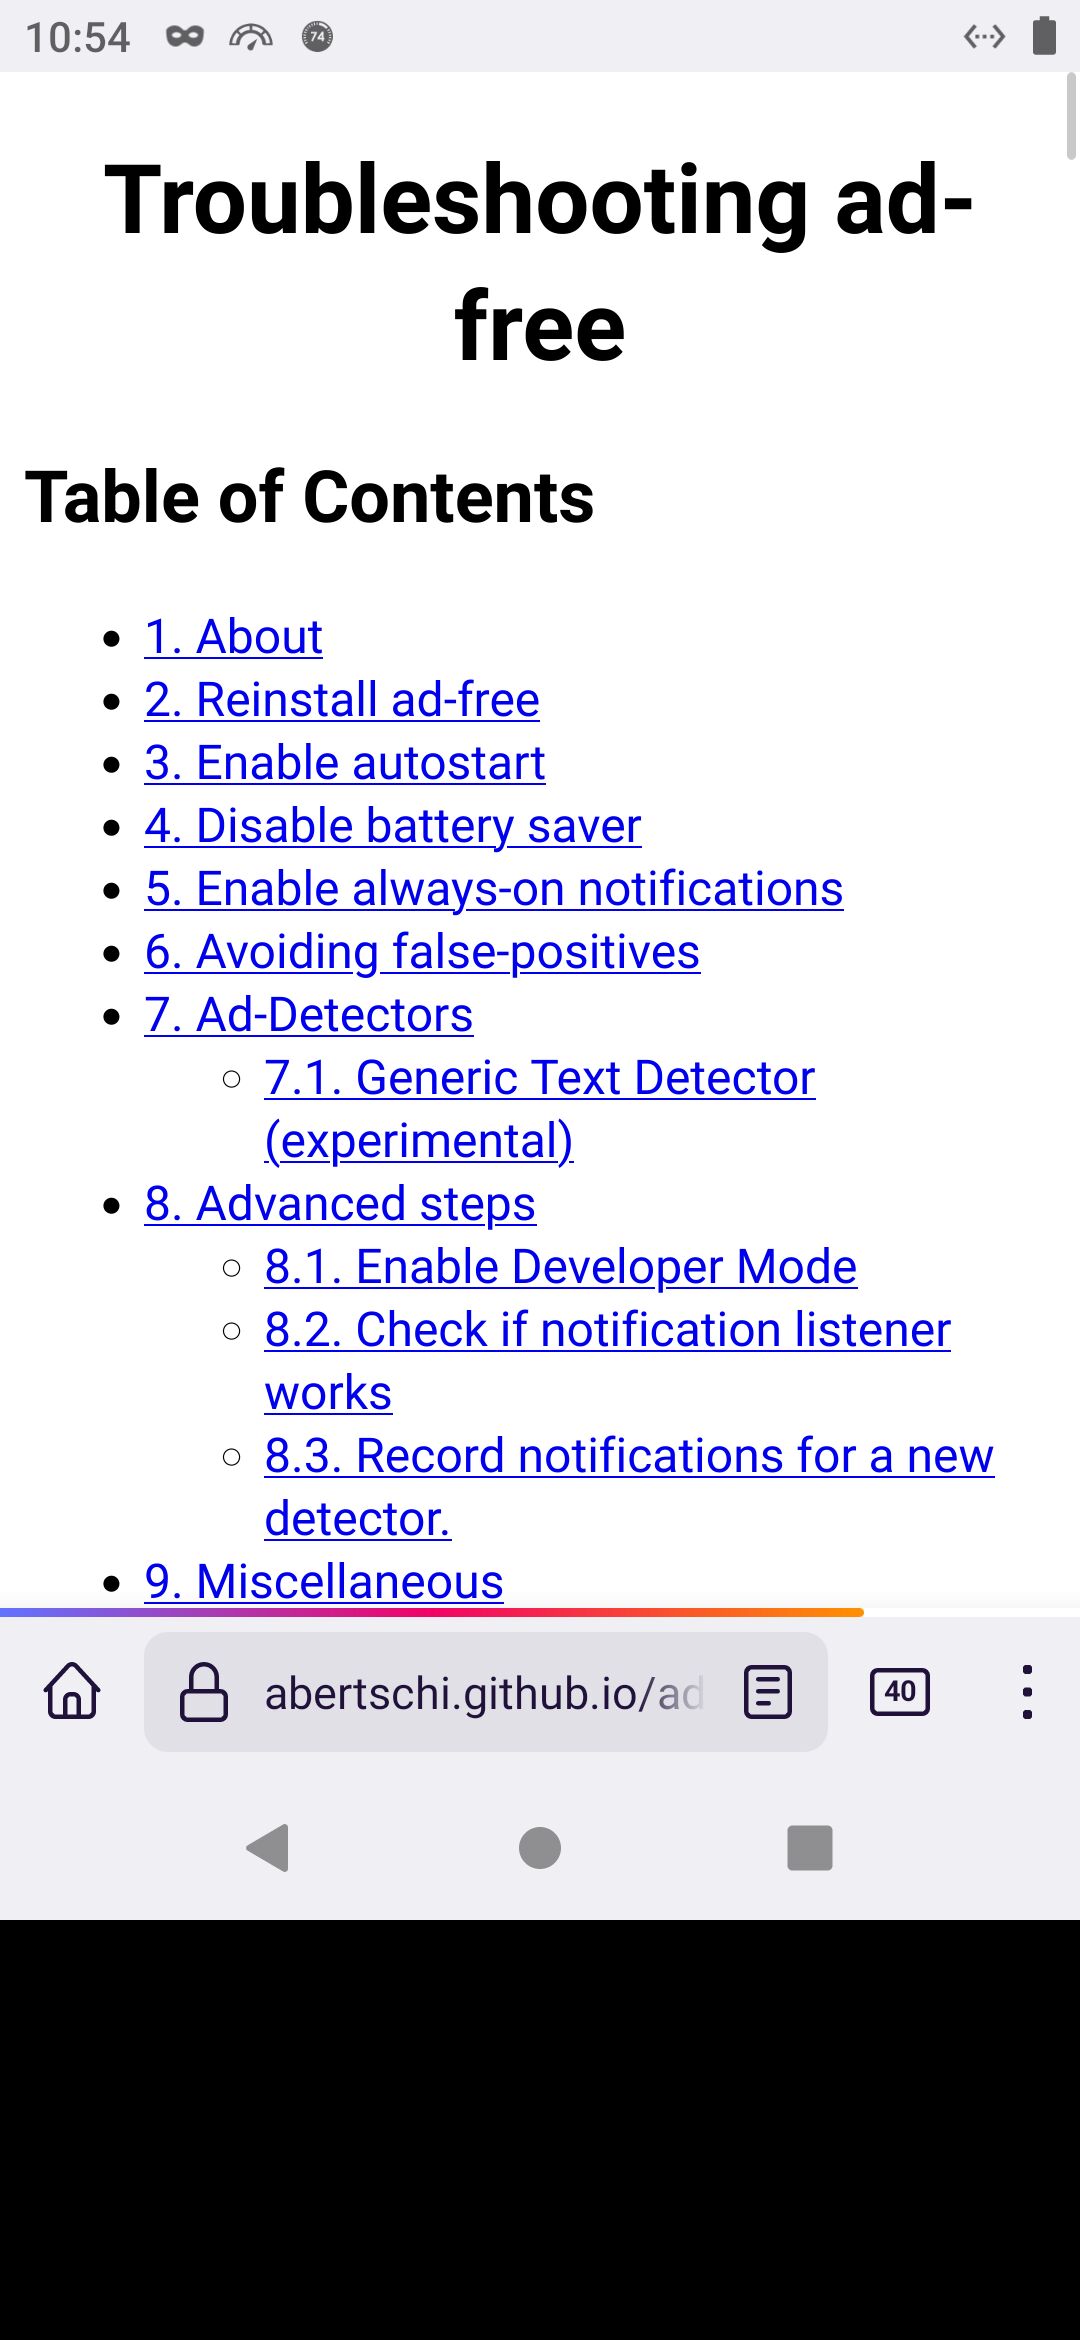 10:54
74
Troubleshooting ad-
free
Table of Contents
1. About
2. Reinstall ad-free
3. Enable autostart
4. Disable battery saver
5. Enable always-on notifications
6. Avoiding false-positives
7. Ad-Detectors
7.1. Generic Text Detector
(experimental)
8. Advanced steps
8.1. Enable Developer Mode
8.2. Check if notification listener
works
8.3. Record notifications for a new
detector.
9. Miscellaneous
abertschi.github.io/ad
40